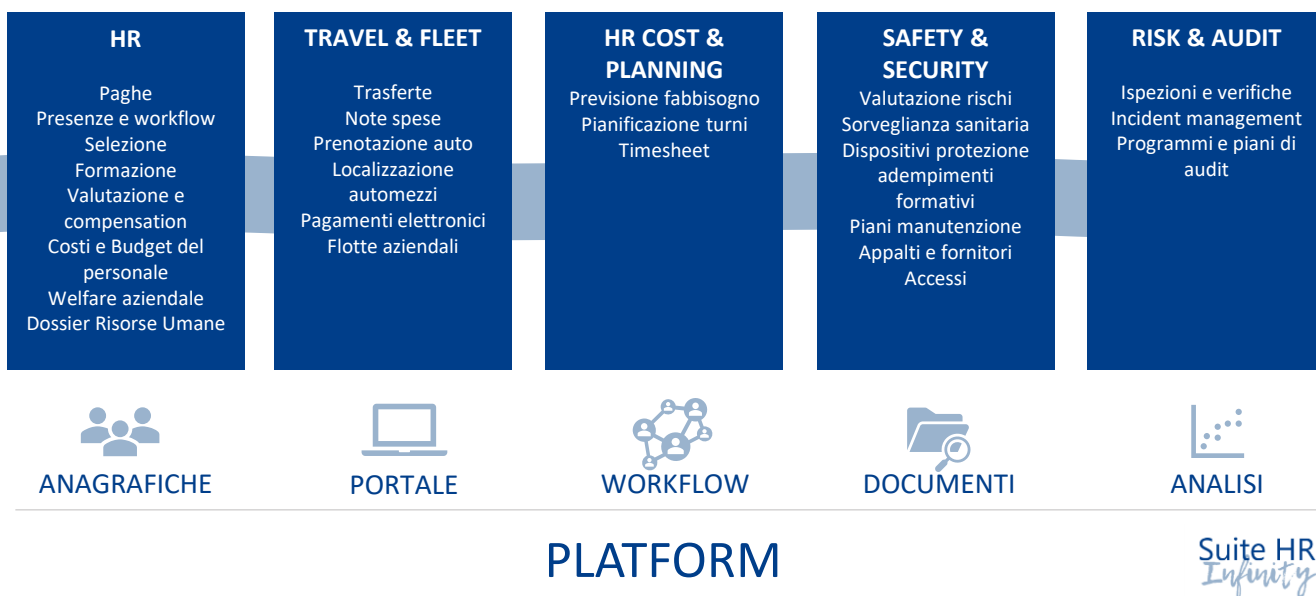 HR
Paghe
Presenze e workflow
Selezione
Formazione
Valutazione e
compensation
Costi e Budget del
personale
Welfare aziendale
Dossier Risorse Umane
TRAVEL & FLEET
Trasferte
Note spese
Prenotazione auto
Localizzazione
automezzi
Pagamenti elettronici
Flotte aziendali
HR COST &
PLANNING
Previsione fabbisogno
Pianificazione turni
Timesheet
SAFETY &
SECURITY
Valutazione rischi
Sorveglianza sanitaria
Dispositivi protezione
adempimenti
formativi
Piani manutenzione
Appalti e fornitori
Accessi
RISK & AUDIT
Ispezioni e verifiche
Incident management
Programmi e piani di
audit
ANAGRAFICHE
PORTALE
WORKFLOW
DOCUMENTI
ANALISI
PLATFORM
Suite HR
Infinity